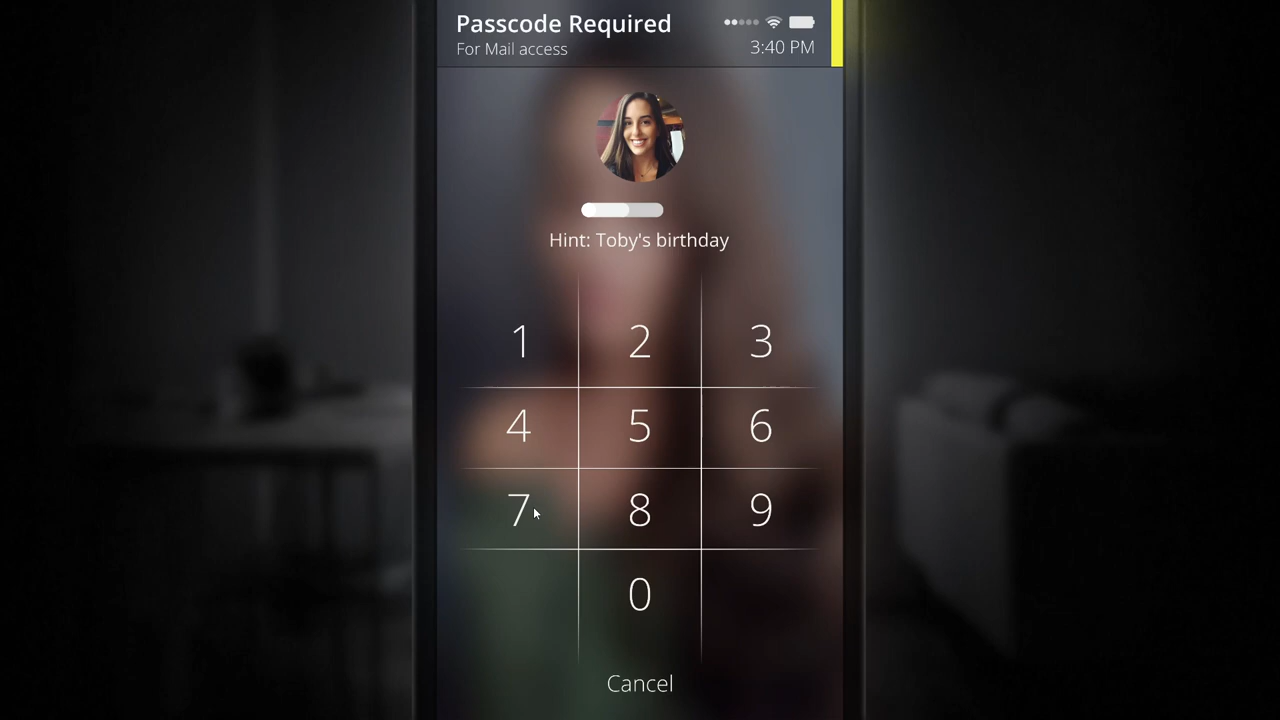 Passcode Required
For Mail access
3:40 PM
Hint: Toby's birthday
1 2 3
4 5 6
7 8 9
0
Cancel